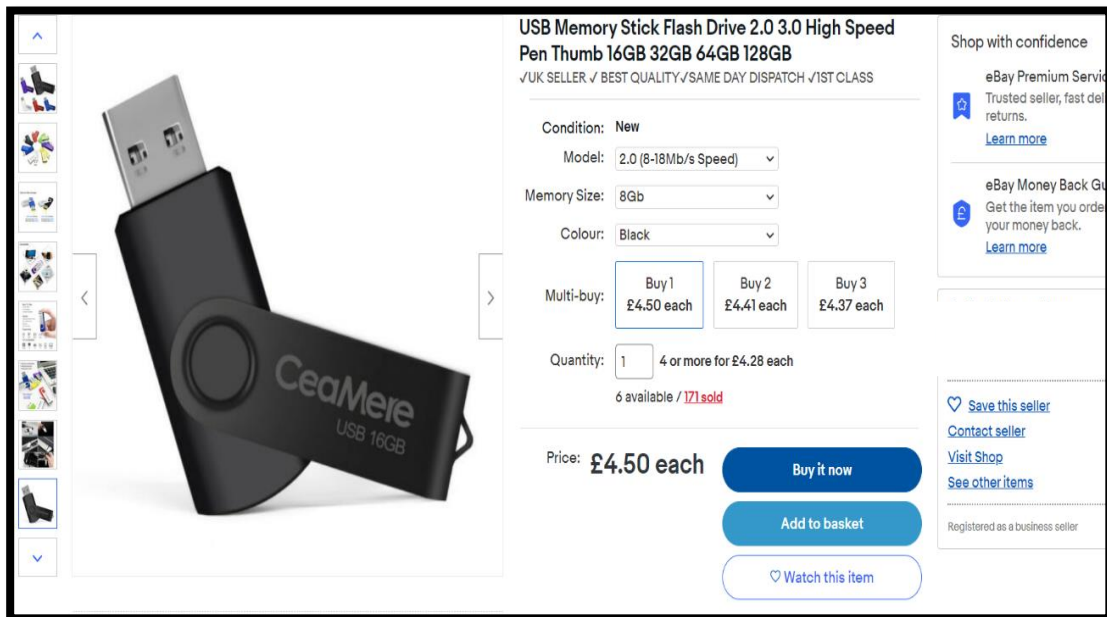 USB Memory Stick Flash Drive 2.0 3.0 High Speed
Pen Thumb 16GB 32GB 64GB 128GB
✓UK SELLER ✓ BEST QUALITY✓SAME DAY DISPATCH ✓1ST CLASS
Condition: New
Model: 2.0 (8-18Mb/s Speed)
Memory Size: 8Gb
Colour: Black
Multi-buy:
Buy 1
£4.50 each
Buy 2
£4.41 each
Buy 3
£4.37 each
Quantity: 1 4 or more for £4.28 each
6 available / 171 sold
Price: £4.50 each
Buy it now
Add to basket
Watch this item
CeaMere
USB 16GB
Shop with confidence
eBay Premium Servic
Trusted seller, fast del
returns.
Learn more
eBay Money Back Gu
Get the item you orde
your money back.
Learn more
Save this seller
Contact seller
Visit Shop
See other items
Registered as a business seller